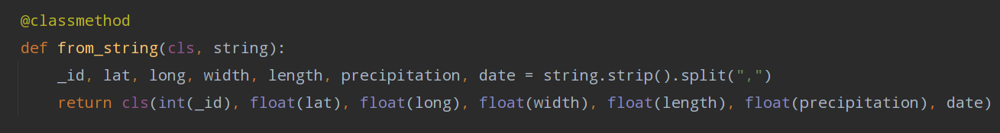 @classmethod
def from_string(cls, string):
    _id, lat, long, width, length, precipitation, date = string.strip().split(",")
    return cls(int(_id), float(lat), float(long), float(width), float(length), float(precipitation), date)